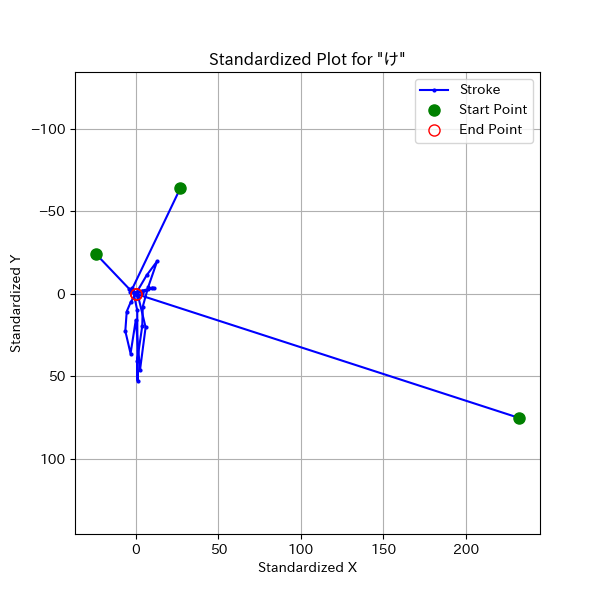 Standardized Plot for "け"
Stroke
Start Point
End Point
Standardized Y
−100
−50
0
50
100
0 50 100 150 200
Standardized X